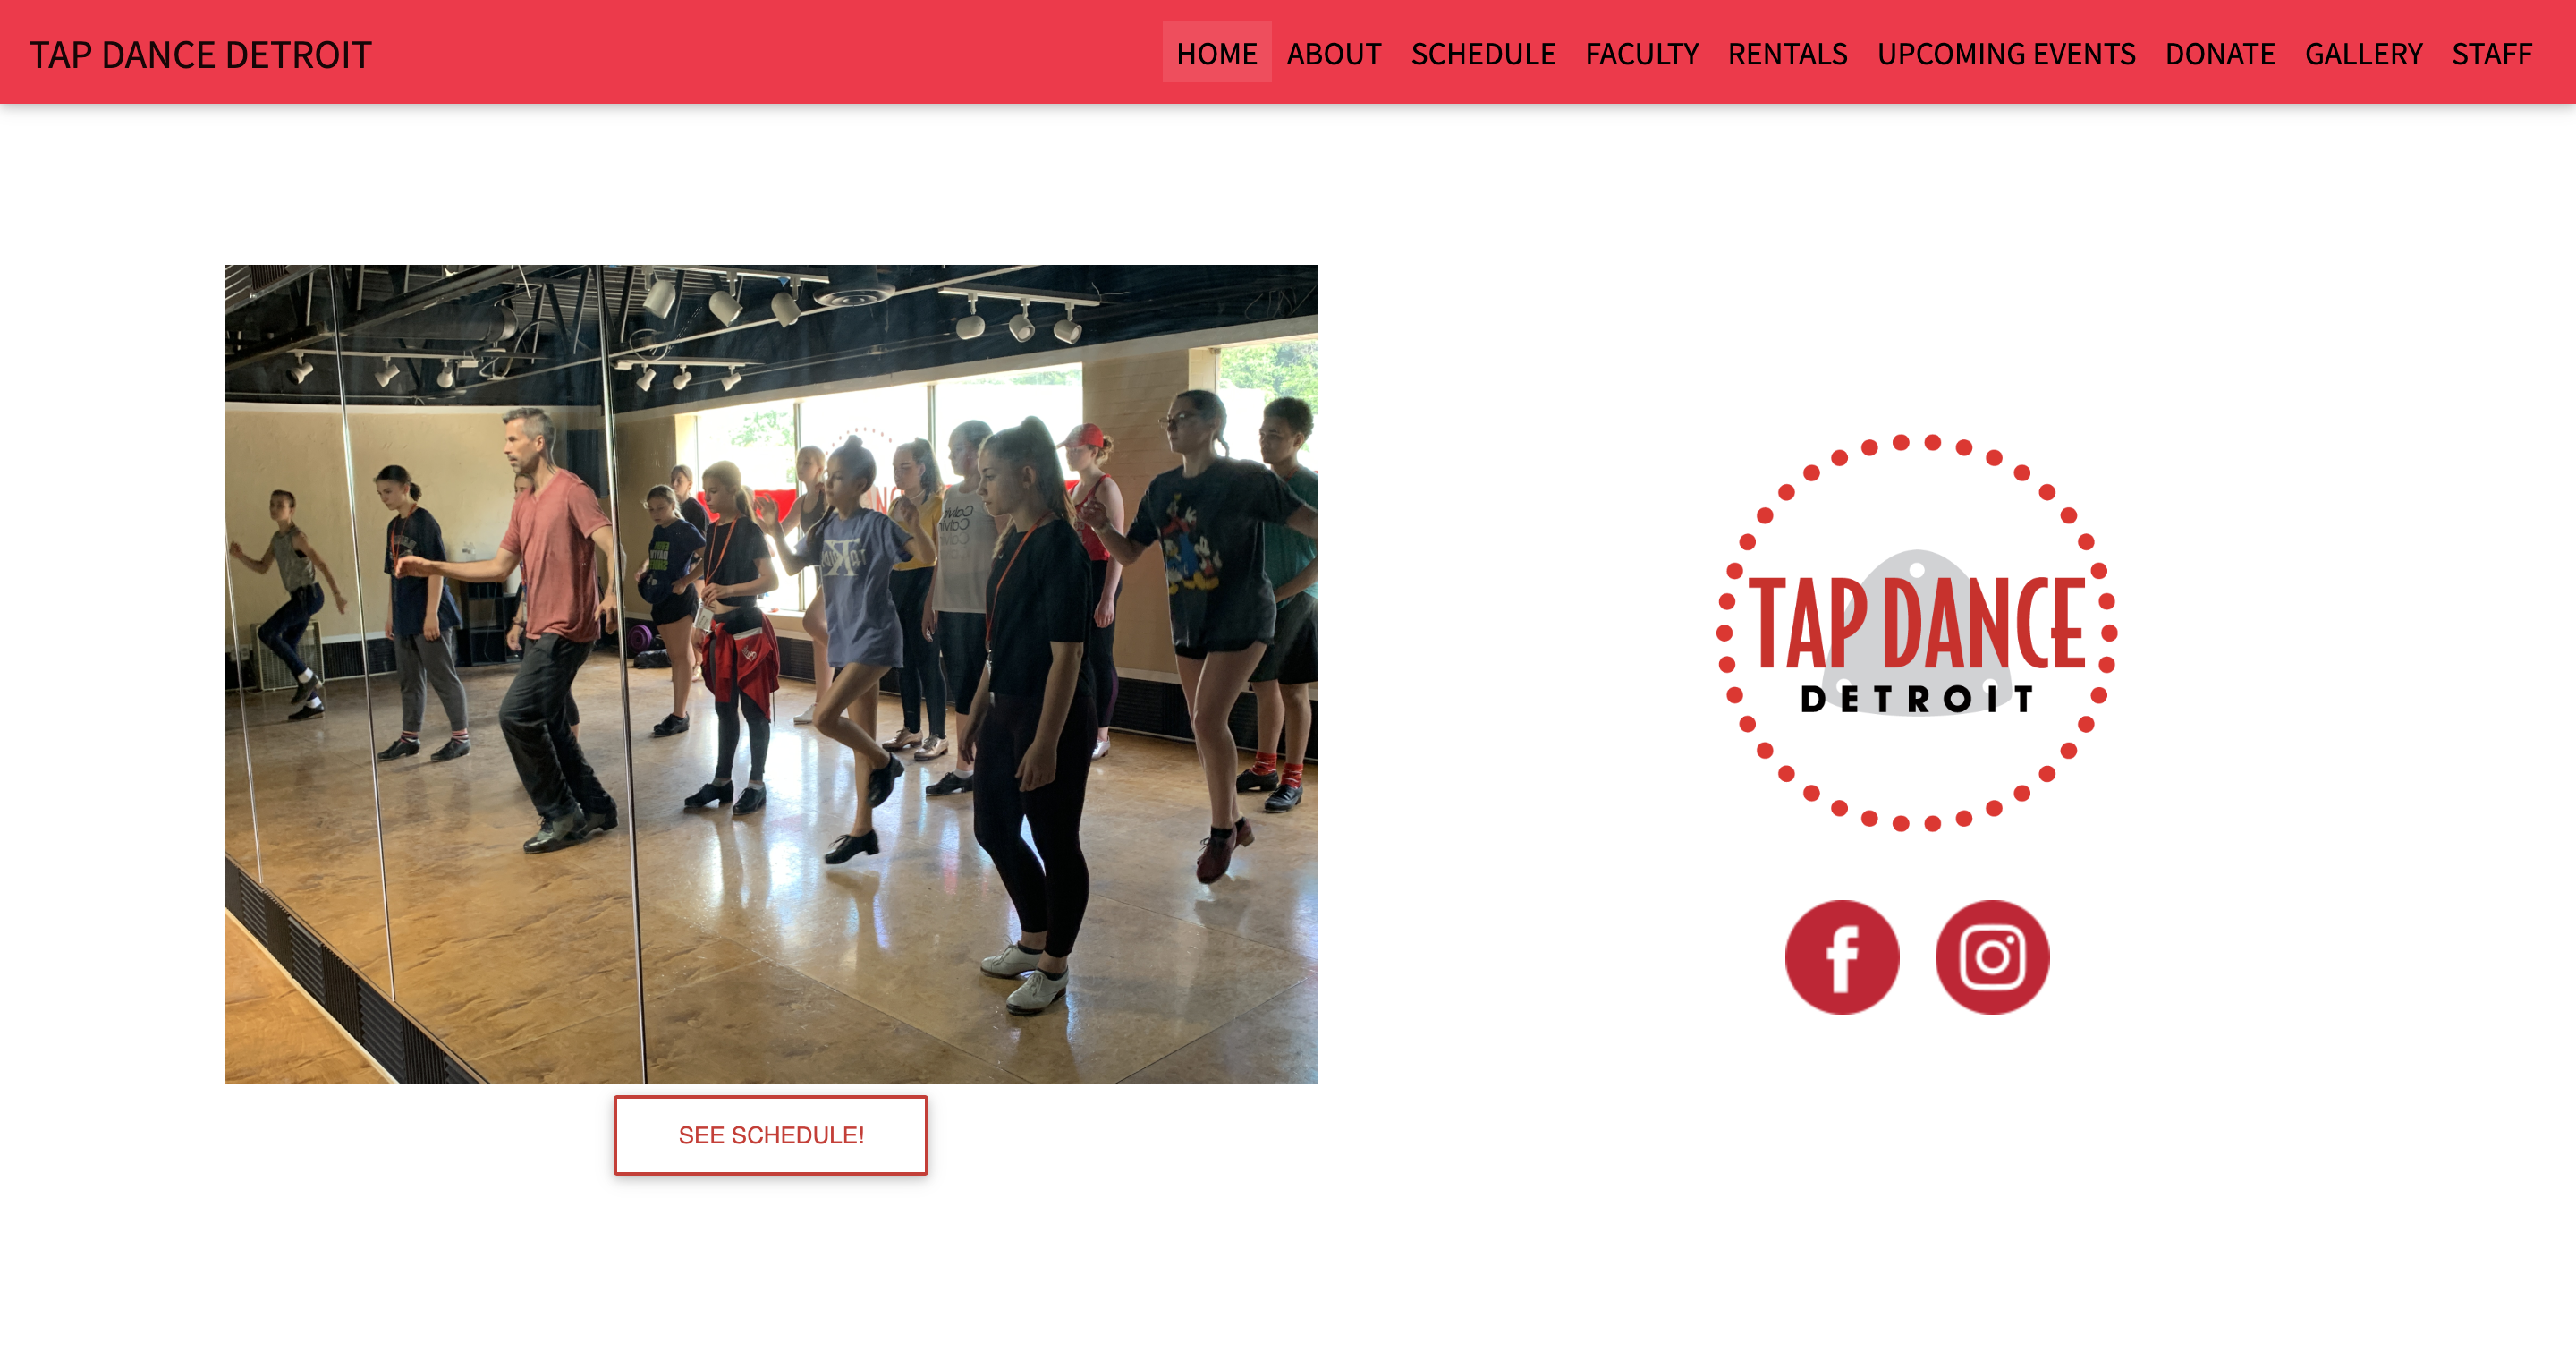 TAP DANCE DETROIT
HOME ABOUT SCHEDULE FACULTY RENTALS UPCOMING EVENTS DONATE GALLERY STAFF
SEE SCHEDULE!
TAP DANCE
DETROIT